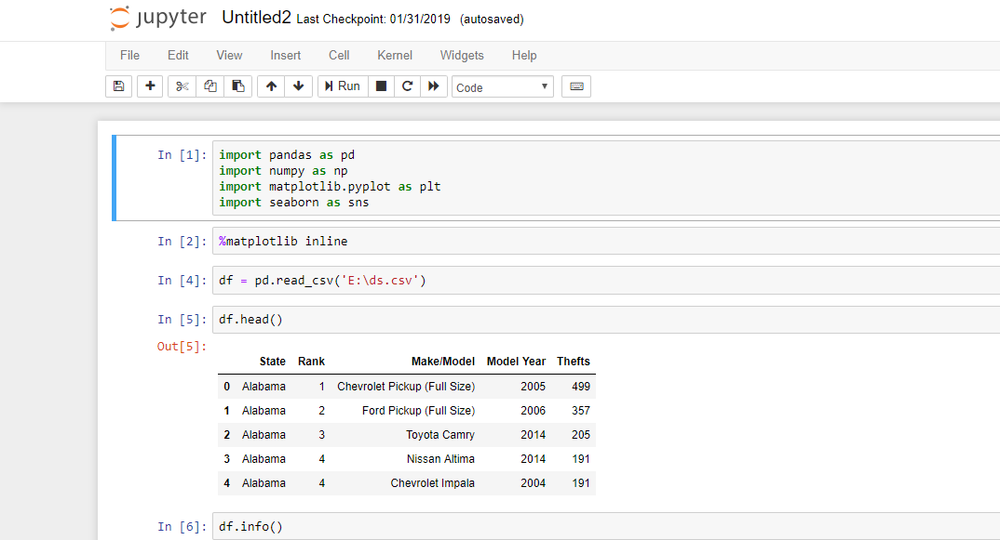 jupyter Untitled2 Last Checkpoint: 01/31/2019 (autosaved)
File Edit View Insert Cell Kernel Widgets Help
Run Code
In [1]: import pandas as pd
import numpy as np
import matplotlib.pyplot as plt
import seaborn as sns
In [2]: %matplotlib inline
In [4]: df = pd.read_csv('E:\ds.csv')
In [5]: df.head()
Out[5]:
State Rank Make/Model Model Year Thefts
0 Alabama 1 Chevrolet Pickup (Full Size) 2005 499
1 Alabama 2 Ford Pickup (Full Size) 2006 357
2 Alabama 3 Toyota Camry 2014 205
3 Alabama 4 Nissan Altima 2014 191
4 Alabama 4 Chevrolet Impala 2004 191
In [6]: df.info()